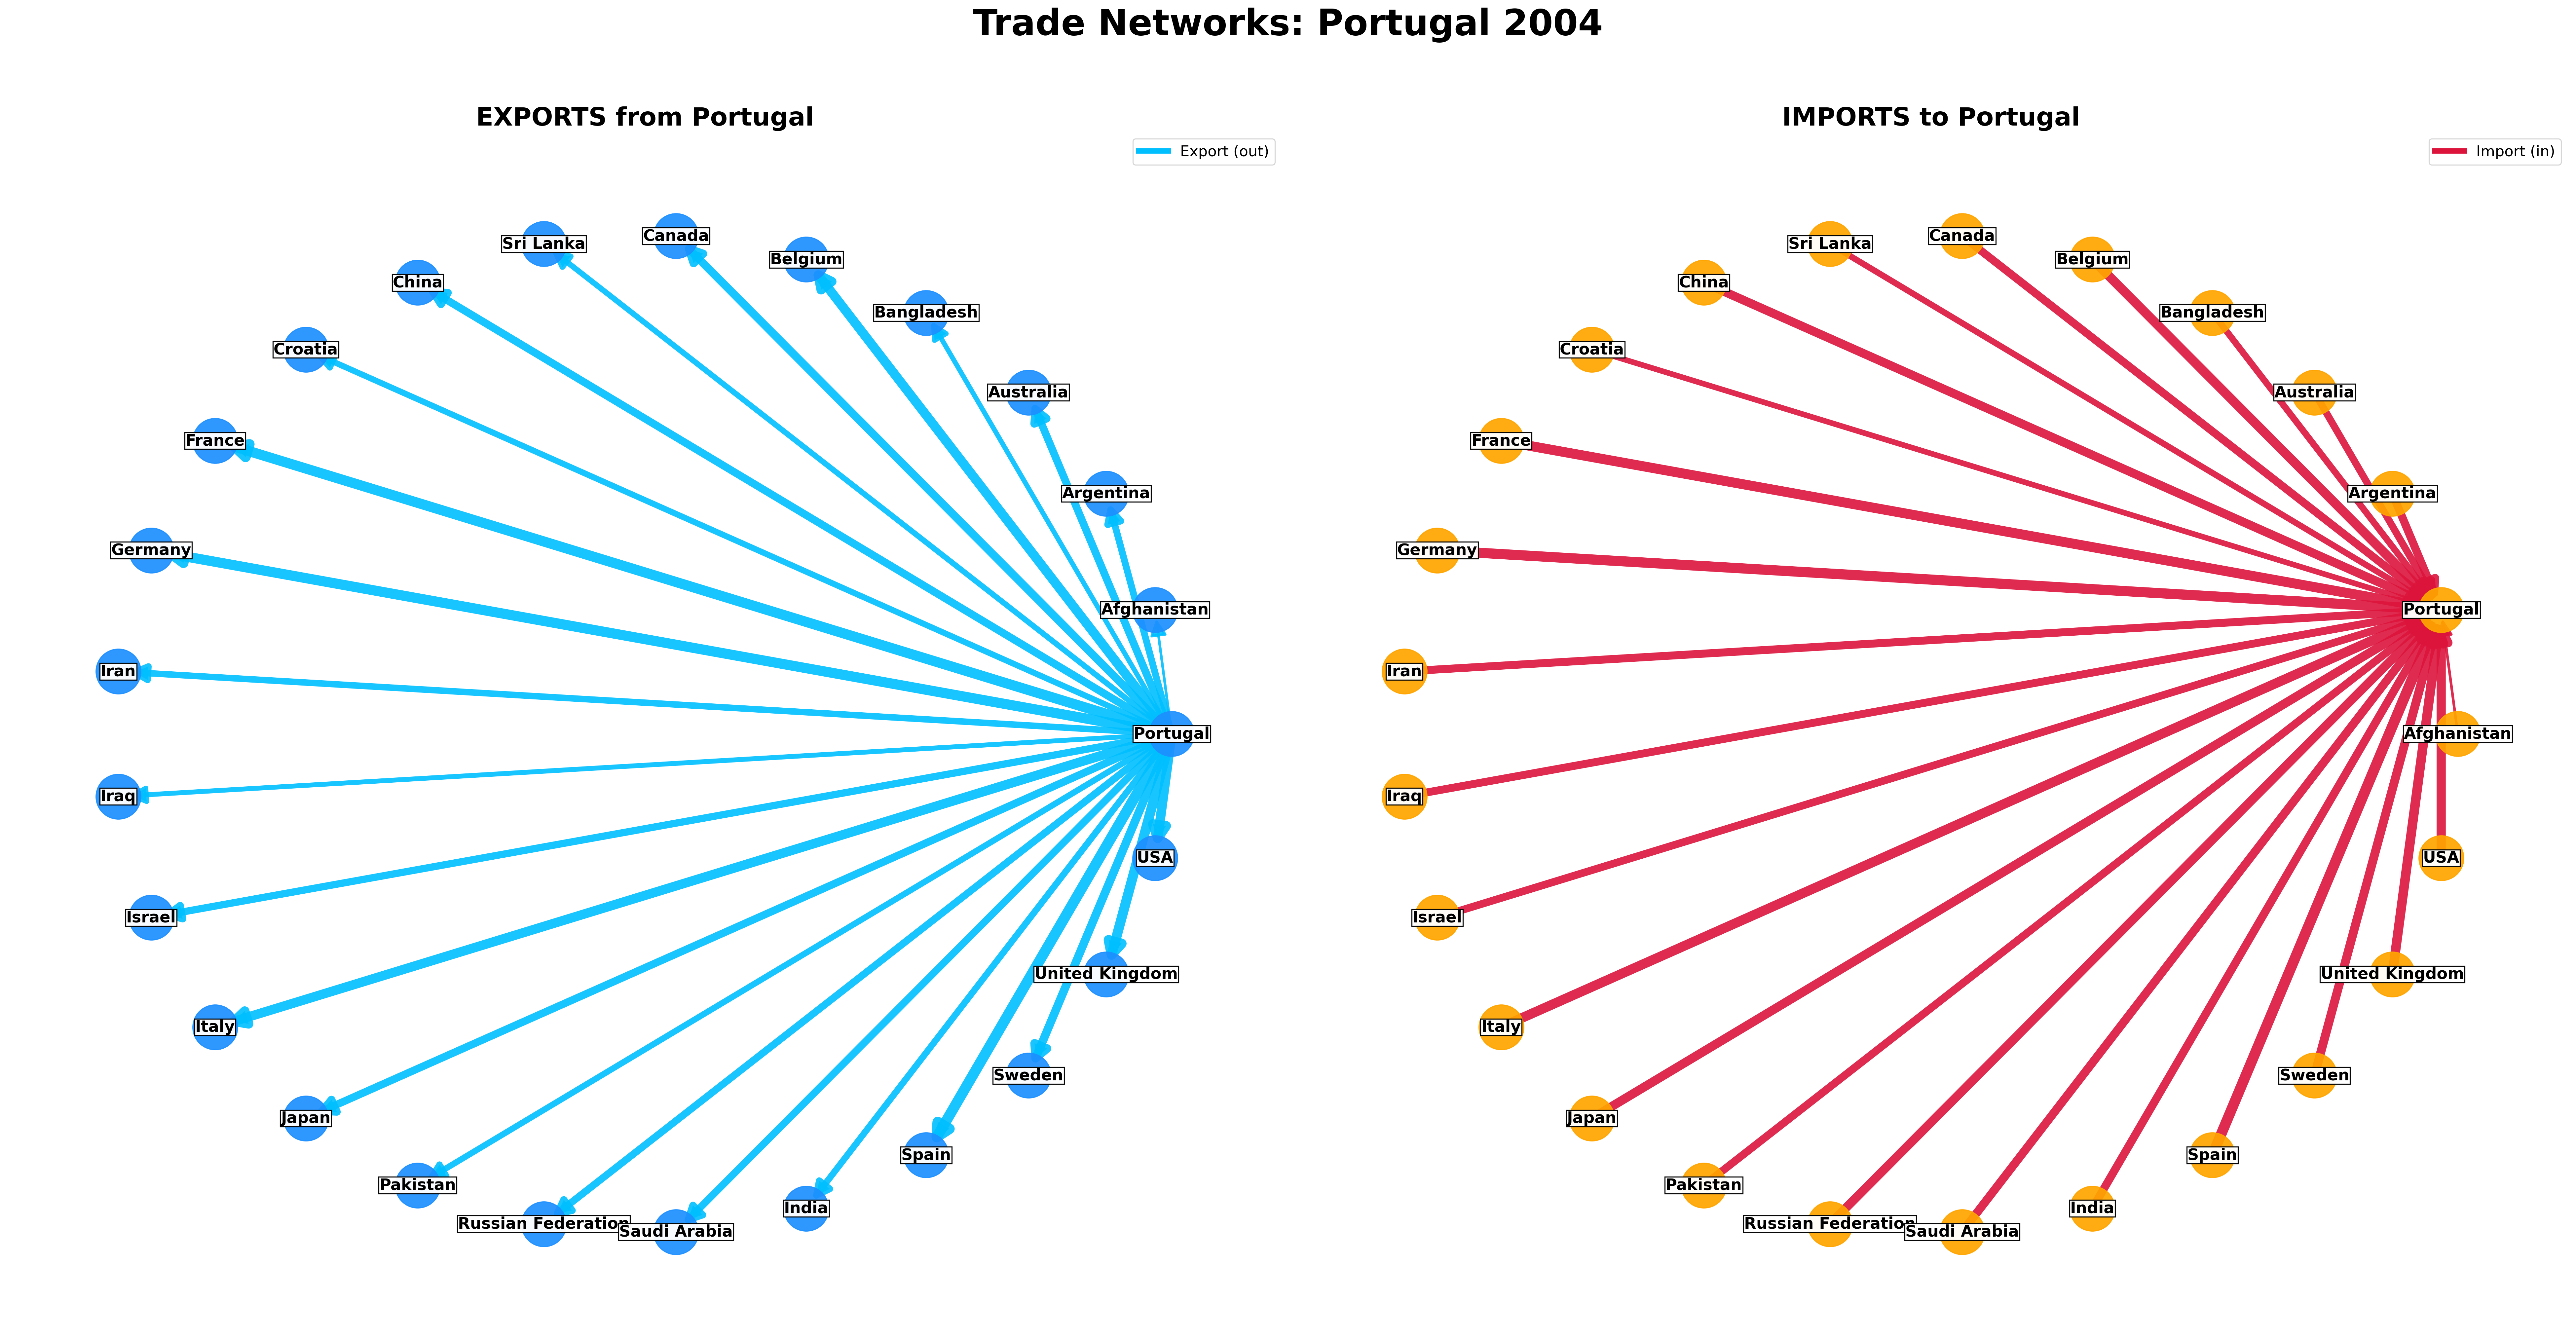 Trade Networks: Portugal 2004
EXPORTS from Portugal
Export (out)
Sri Lanka
Canada
Belgium
China
Bangladesh
Croatia
Australia
France
Argentina
Germany
Afghanistan
Iran
Portugal
Iraq
USA
Israel
United Kingdom
Italy
Sweden
Japan
Spain
Pakistan
India
Russian Federation
Saudi Arabia
IMPORTS to Portugal
Import (in)
Sri Lanka
Canada
Belgium
China
Bangladesh
Croatia
Australia
France
Argentina
Germany
Portugal
Iran
Afghanistan
Iraq
USA
Israel
United Kingdom
Italy
Sweden
Japan
Spain
Pakistan
India
Russian Federation
Saudi Arabia